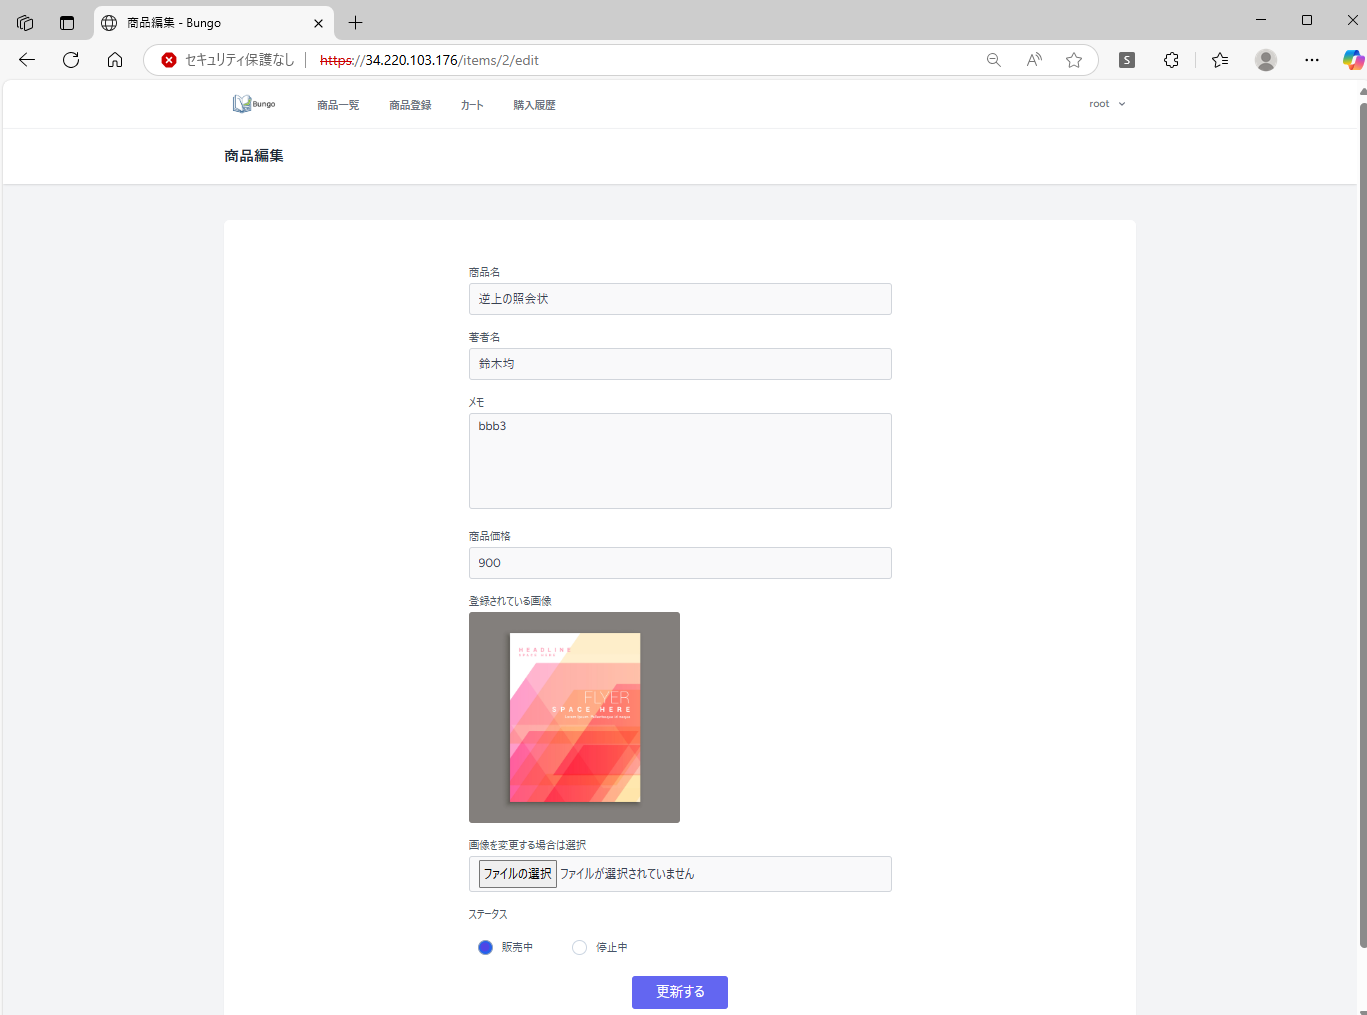 商品編集 - Bungo
セキュリティ保護なし
https://34.220.103.176/items/2/edit
S
Bungo
商品一覧
商品登録
カート
購入履歴
root
商品編集
商品名
逆上の照会状
著者名
鈴木均
メモ
bbb3
商品価格
900
登録されている画像
HEADLINE
SPACE HERE
FLYER
SPACE HERE
画像を変更する場合は選択
ファイルの選択 ファイルが選択されていません
ステータス
販売中
停止中
更新する